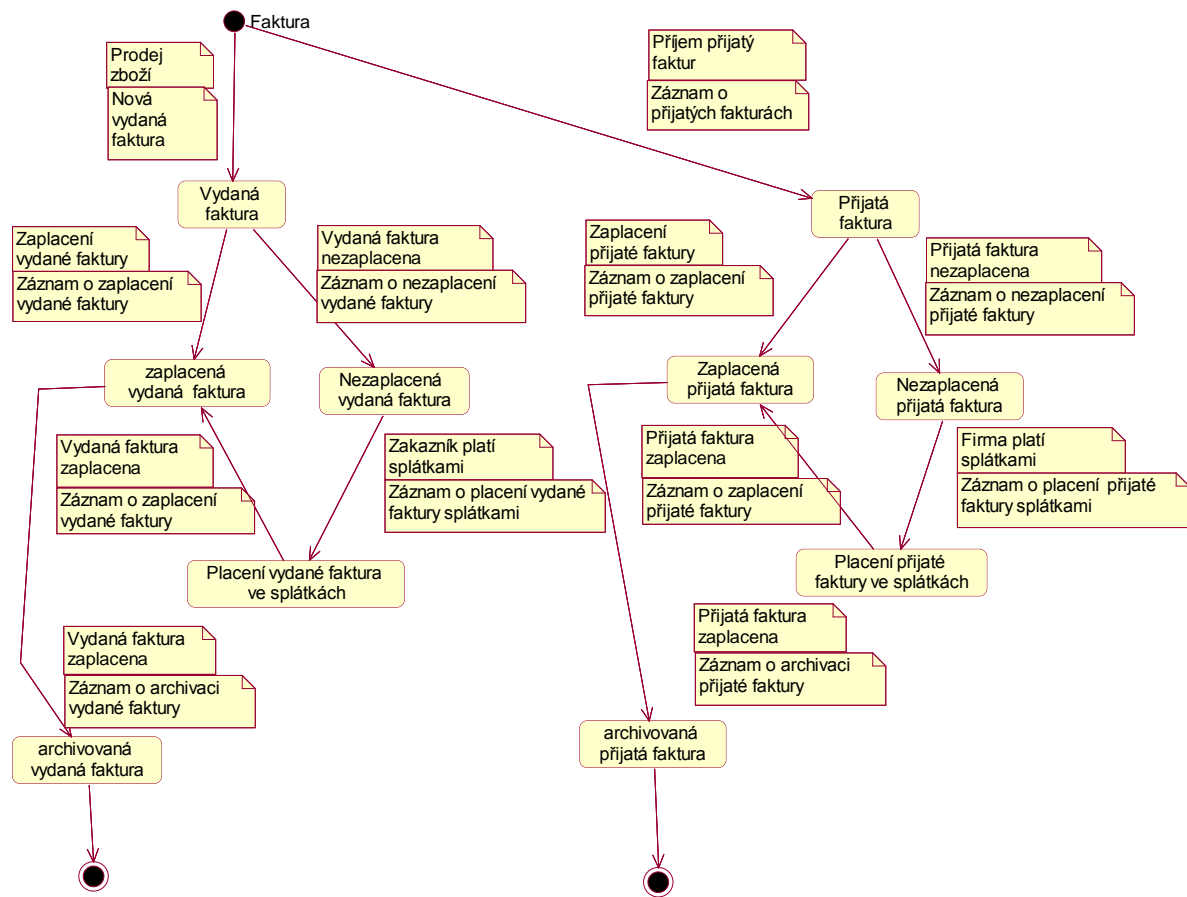 Faktura
Prodej
zboží
Nová
vydaná
faktura
Příjem přijatý
faktur
Záznam o
přijatých fakturách
Vydaná
faktura
Přijatá
faktura
Zaplacení
vydané faktury
Záznam o zaplacení
vydané faktury
Vydaná faktura
nezaplacena
Záznam o nezaplacení
vydané faktury
Zaplacení
přijaté faktury
Záznam o zaplacení
přijaté faktury
Přijatá faktura
nezaplacena
Záznam o nezaplacení
přijaté faktury
zaplacená
vydaná faktura
Nezaplacená
vydaná faktura
Zaplacená
přijatá faktura
Nezaplacená
přijatá faktura
Vydaná faktura
zaplacena
Záznam o zaplacení
vydané faktury
Zakazník platí
splátkami
Záznam o placení vydané
faktury splátkami
Přijatá faktura
zaplacena
Záznam o zaplacení
přijaté faktury
Firma platí
splátkami
Záznam o placení přijaté
faktury splátkami
Placení vydané faktura
ve splátkách
Placení přijaté
faktury ve splátkách
Vydaná faktura
zaplacena
Záznam o archivaci
vydané faktury
Přijatá faktura
zaplacena
Záznam o archivaci
přijaté faktury
archivovaná
vydaná faktura
archivovaná
přijatá faktura